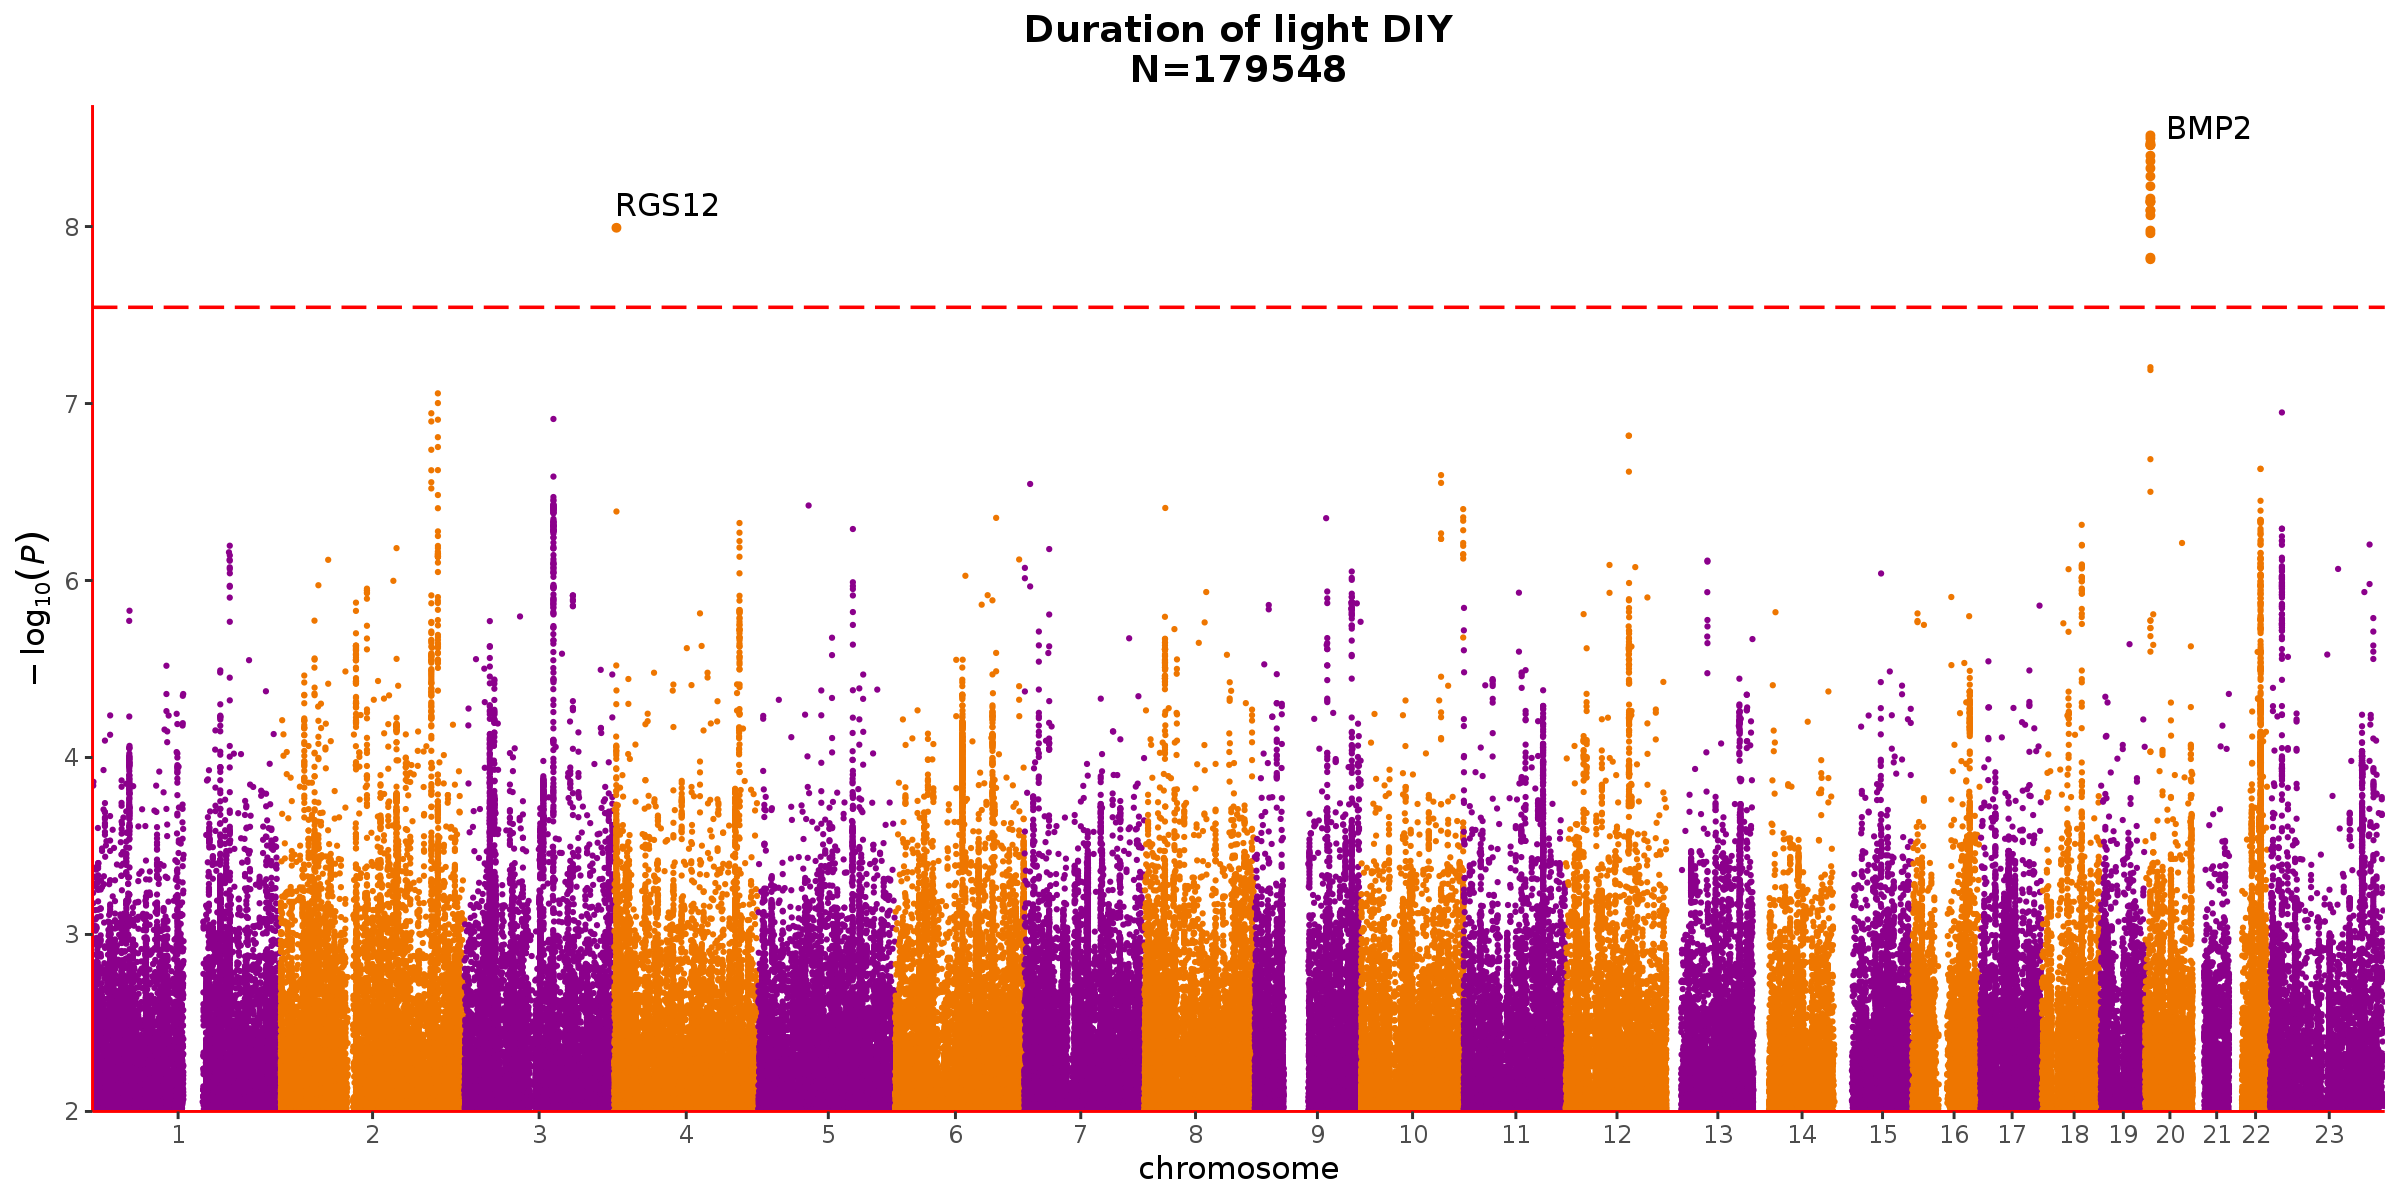 Duration of light DIY
N=179548
BMP2
RGS12
8
7
6
4
3
2
−log₁₀(P)
1 2 3 4 5 6 7 8 9 10 11 12 13 14 15 16 17 18 19 20 21 22 23
chromosome